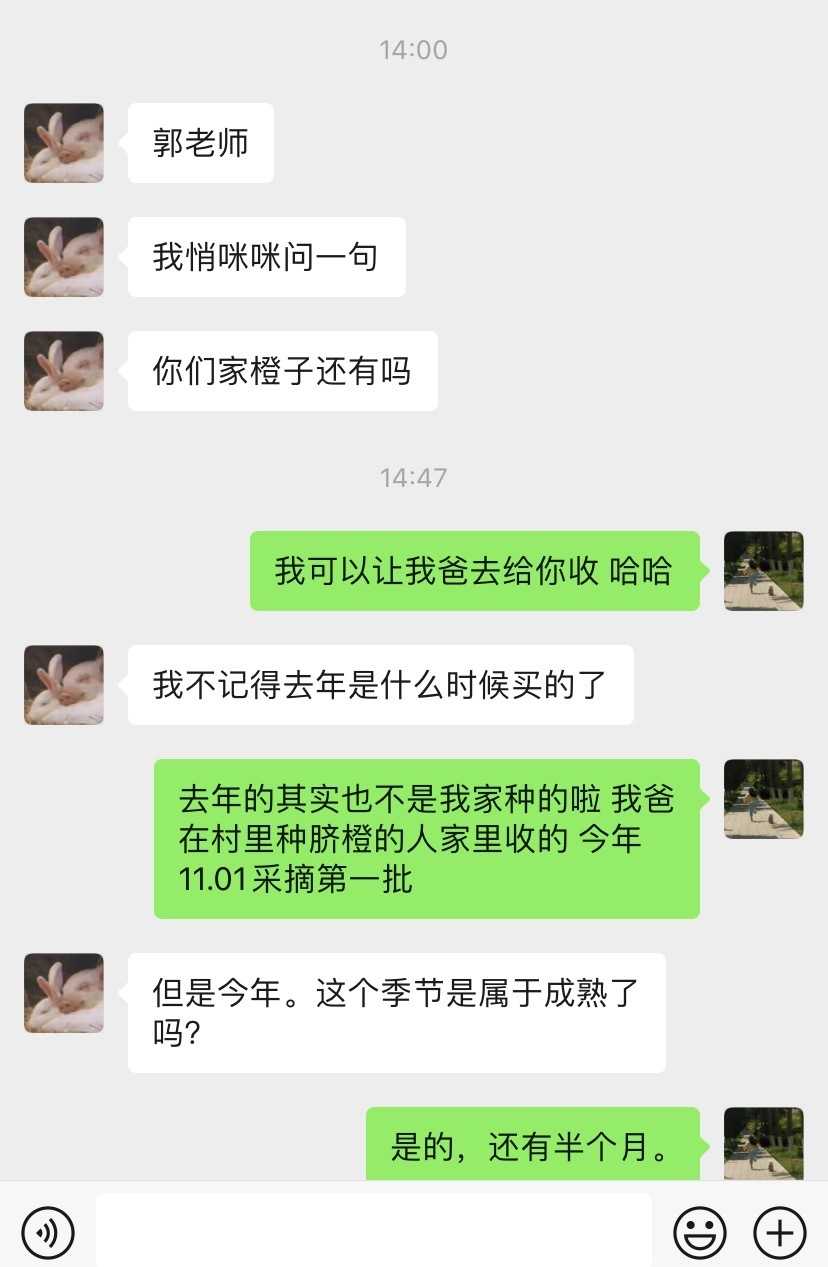 14:00
郭老师
我悄咪咪问一句
你们家橙子还有吗
14:47
我可以让我爸去给你收 哈哈
我不记得去年是什么时候买的了
去年的其实也不是我家种的啦 我爸
在村里种脐橙的人家里收的 今年
11.01采摘第一批
但是今年。这个季节是属于成熟了
吗?
是的，还有半个月。